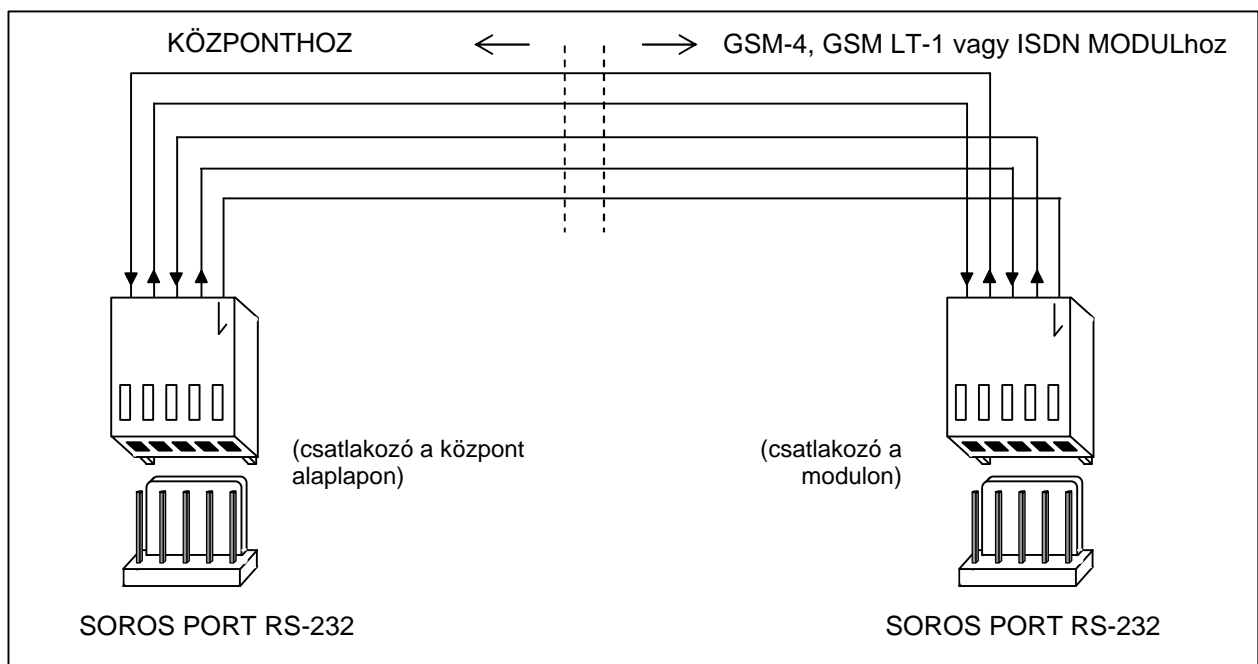 KÖZPONTHOZ
GSM-4, GSM LT-1 vagy ISDN MODULhoz
(csatlakozó a központ
alaplapon)
(csatlakozó a
modulon)
SOROS PORT RS-232
SOROS PORT RS-232